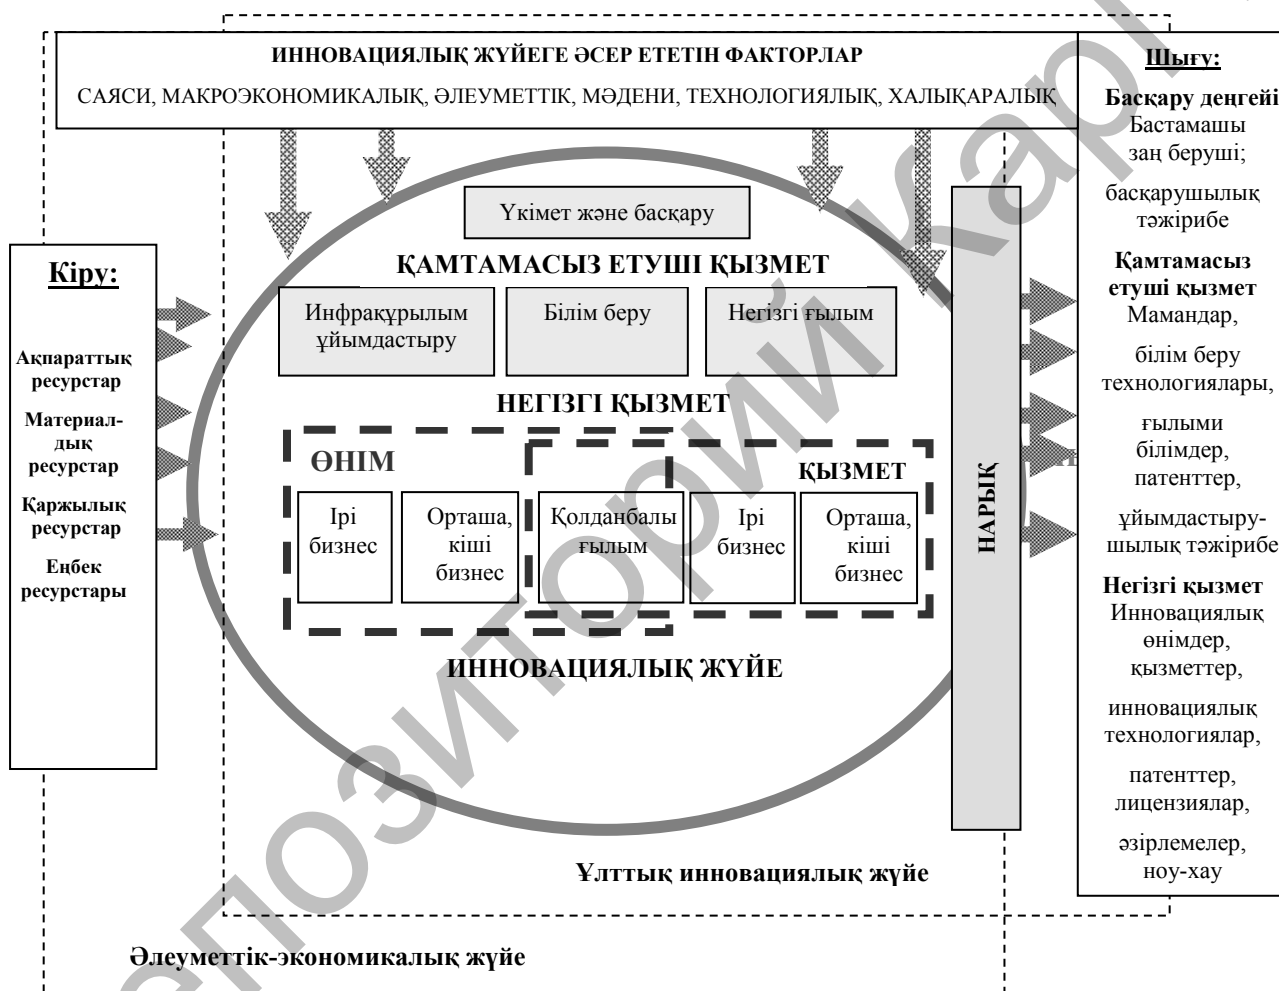 ИННОВАЦИЯЛЫҚ ЖҮЙЕГЕ ӘСЕР ЕТЕТІН ФАКТОРЛАР
САЯСИ, МАКРОЭКОНОМИКАЛЫҚ, ӘЛЕУМЕТТІК, МӘДЕНИ, ТЕХНОЛОГИЯЛЫҚ, ХАЛЫҚАРАЛЫҚ
Кіру:
Ақпараттық
ресурстар
Материал-
дық
ресурстар
Қаржылық
ресурстар
Еңбек
ресурстары
Үкімет және басқару
ҚАМТАМАСЫЗ ЕТУШІ ҚЫЗМЕТ
Инфрақұрылым
ұйымдастыру
Білім беру
Негізгі ғылым
НЕГІЗГІ ҚЫЗМЕТ
ӨНІМ
ҚЫЗМЕТ
Ірі
бизнес
Орташа,
кіші
бизнес
Қолданбалы
ғылым
Ірі
бизнес
Орташа,
кіші
бизнес
ИННОВАЦИЯЛЫҚ ЖҮЙЕ
НАРЫҚ
Шығу:
Басқару деңгейі
Бастамашы
заң беруші;
басқарушылық
тәжірибе
Қамтамасыз
етуші қызмет
Мамандар,
білім беру
технологиялары,
ғылыми
білімдер,
патенттер,
ұйымдастыру-
шылық тәжірибе
Негізгі қызмет
Инновациялық
өнімдер,
қызметтер,
инновациялық
технологиялар,
патенттер,
лицензиялар,
әзірлемелер,
ноу-хау
Ұлттық инновациялық жүйе
Әлеуметтік-экономикалық жүйе